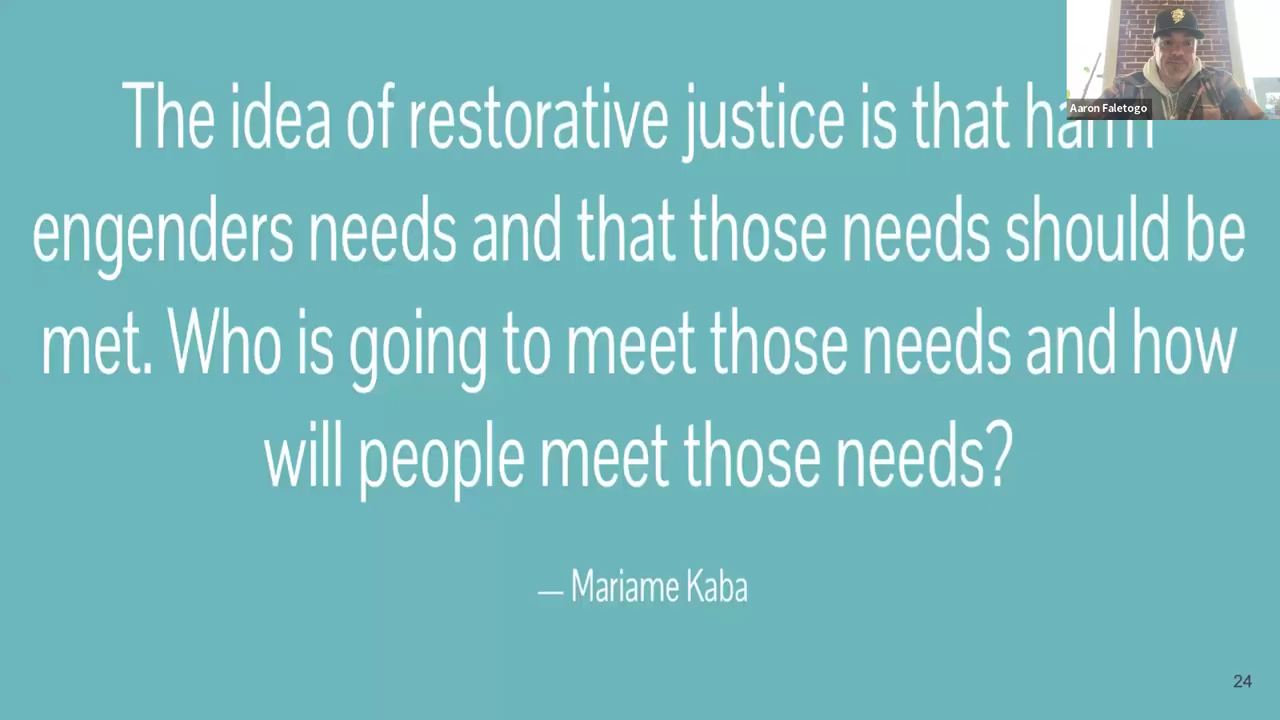 Aaron Faletogo
The idea of restorative justice is that harm
engenders needs and that those needs should be
met. Who is going to meet those needs and how
will people meet those needs?
— Mariame Kaba
24